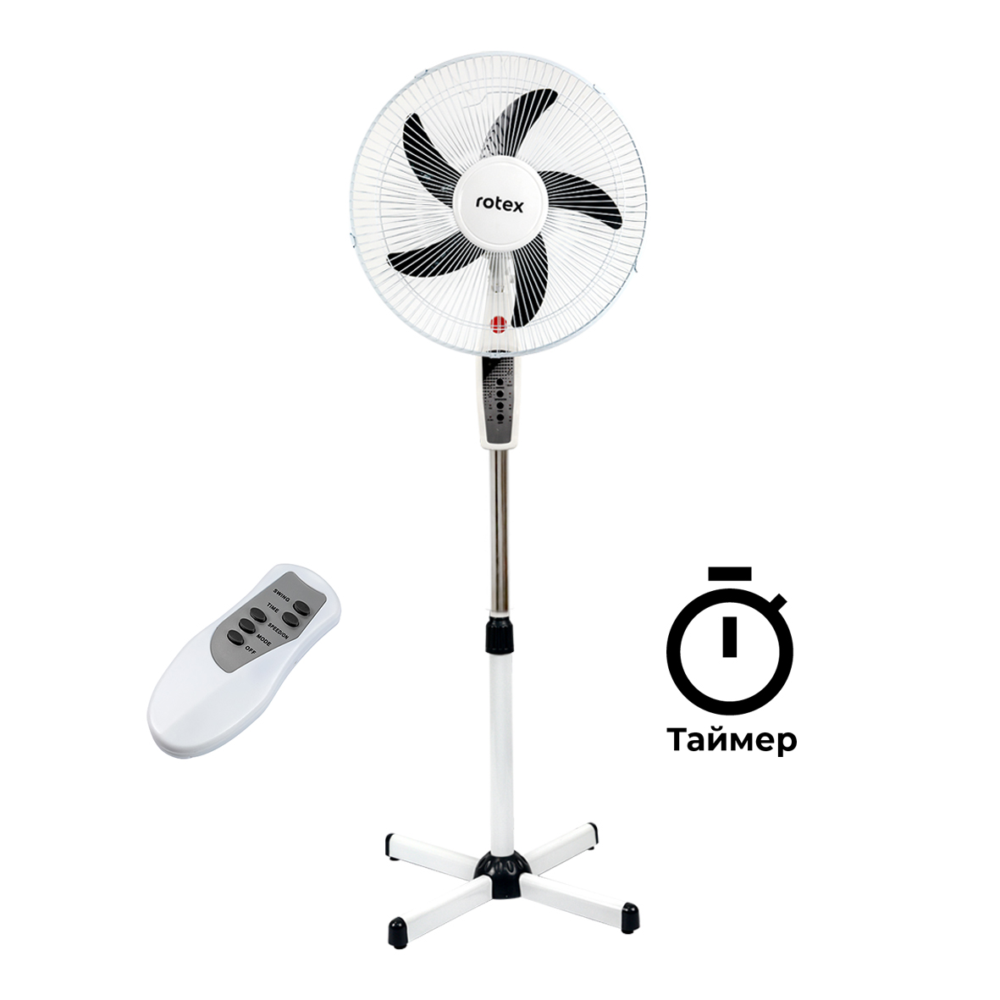 rotex
SWING
TIME
SPEED/ON
MODE
OFF
Таймер